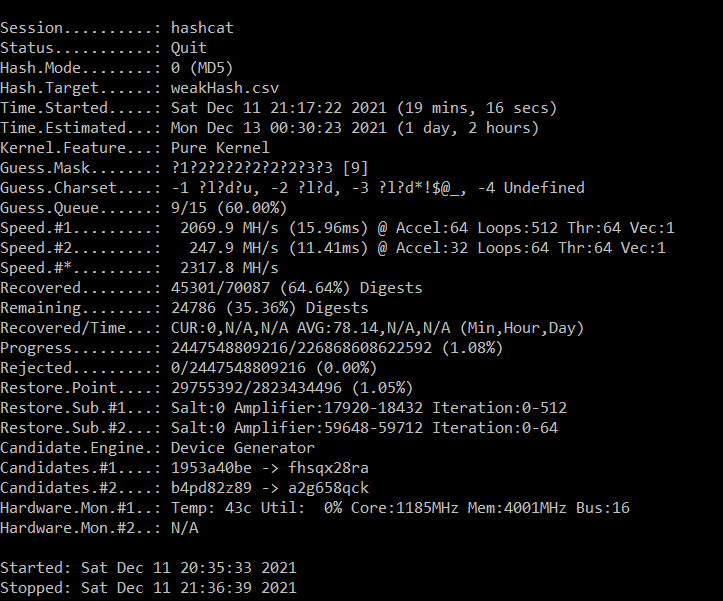 Session..........: hashcat
Status...........: Quit
Hash.Mode........: 0 (MD5)
Hash.Target......: weakHash.csv
Time.Started.....: Sat Dec 11 21:17:22 2021 (19 mins, 16 secs)
Time.Estimated...: Mon Dec 13 00:30:23 2021 (1 day, 2 hours)
Kernel.Feature...: Pure Kernel
Guess.Mask.......: ?1?2?2?2?2?2?2?3?3 [9]
Guess.Charset....: -1 ?l?d?u, -2 ?l?d, -3 ?l?d*!$@_, -4 Undefined
Guess.Queue......: 9/15 (60.00%)
Speed.#1.........:  2069.9 MH/s (15.96ms) @ Accel:64 Loops:512 Thr:64 Vec:1
Speed.#2.........:   247.9 MH/s (11.41ms) @ Accel:32 Loops:64 Thr:64 Vec:1
Speed.#*.........:  2317.8 MH/s
Recovered........: 45301/70087 (64.64%) Digests
Remaining........: 24786 (35.36%) Digests
Recovered/Time...: CUR:0,N/A,N/A AVG:78.14,N/A,N/A (Min,Hour,Day)
Progress.........: 2447548809216/226868608622592 (1.08%)
Rejected.........: 0/2447548809216 (0.00%)
Restore.Point....: 29755392/2823434496 (1.05%)
Restore.Sub.#1...: Salt:0 Amplifier:17920-18432 Iteration:0-512
Restore.Sub.#2...: Salt:0 Amplifier:59648-59712 Iteration:0-64
Candidate.Engine.: Device Generator
Candidates.#1....: 1953a40be -> fhsqx28ra
Candidates.#2....: b4pd82z89 -> a2g658qck
Hardware.Mon.#1..: Temp: 43c Util:  0% Core:1185MHz Mem:4001MHz Bus:16
Hardware.Mon.#2..: N/A
Started: Sat Dec 11 20:35:33 2021
Stopped: Sat Dec 11 21:36:39 2021